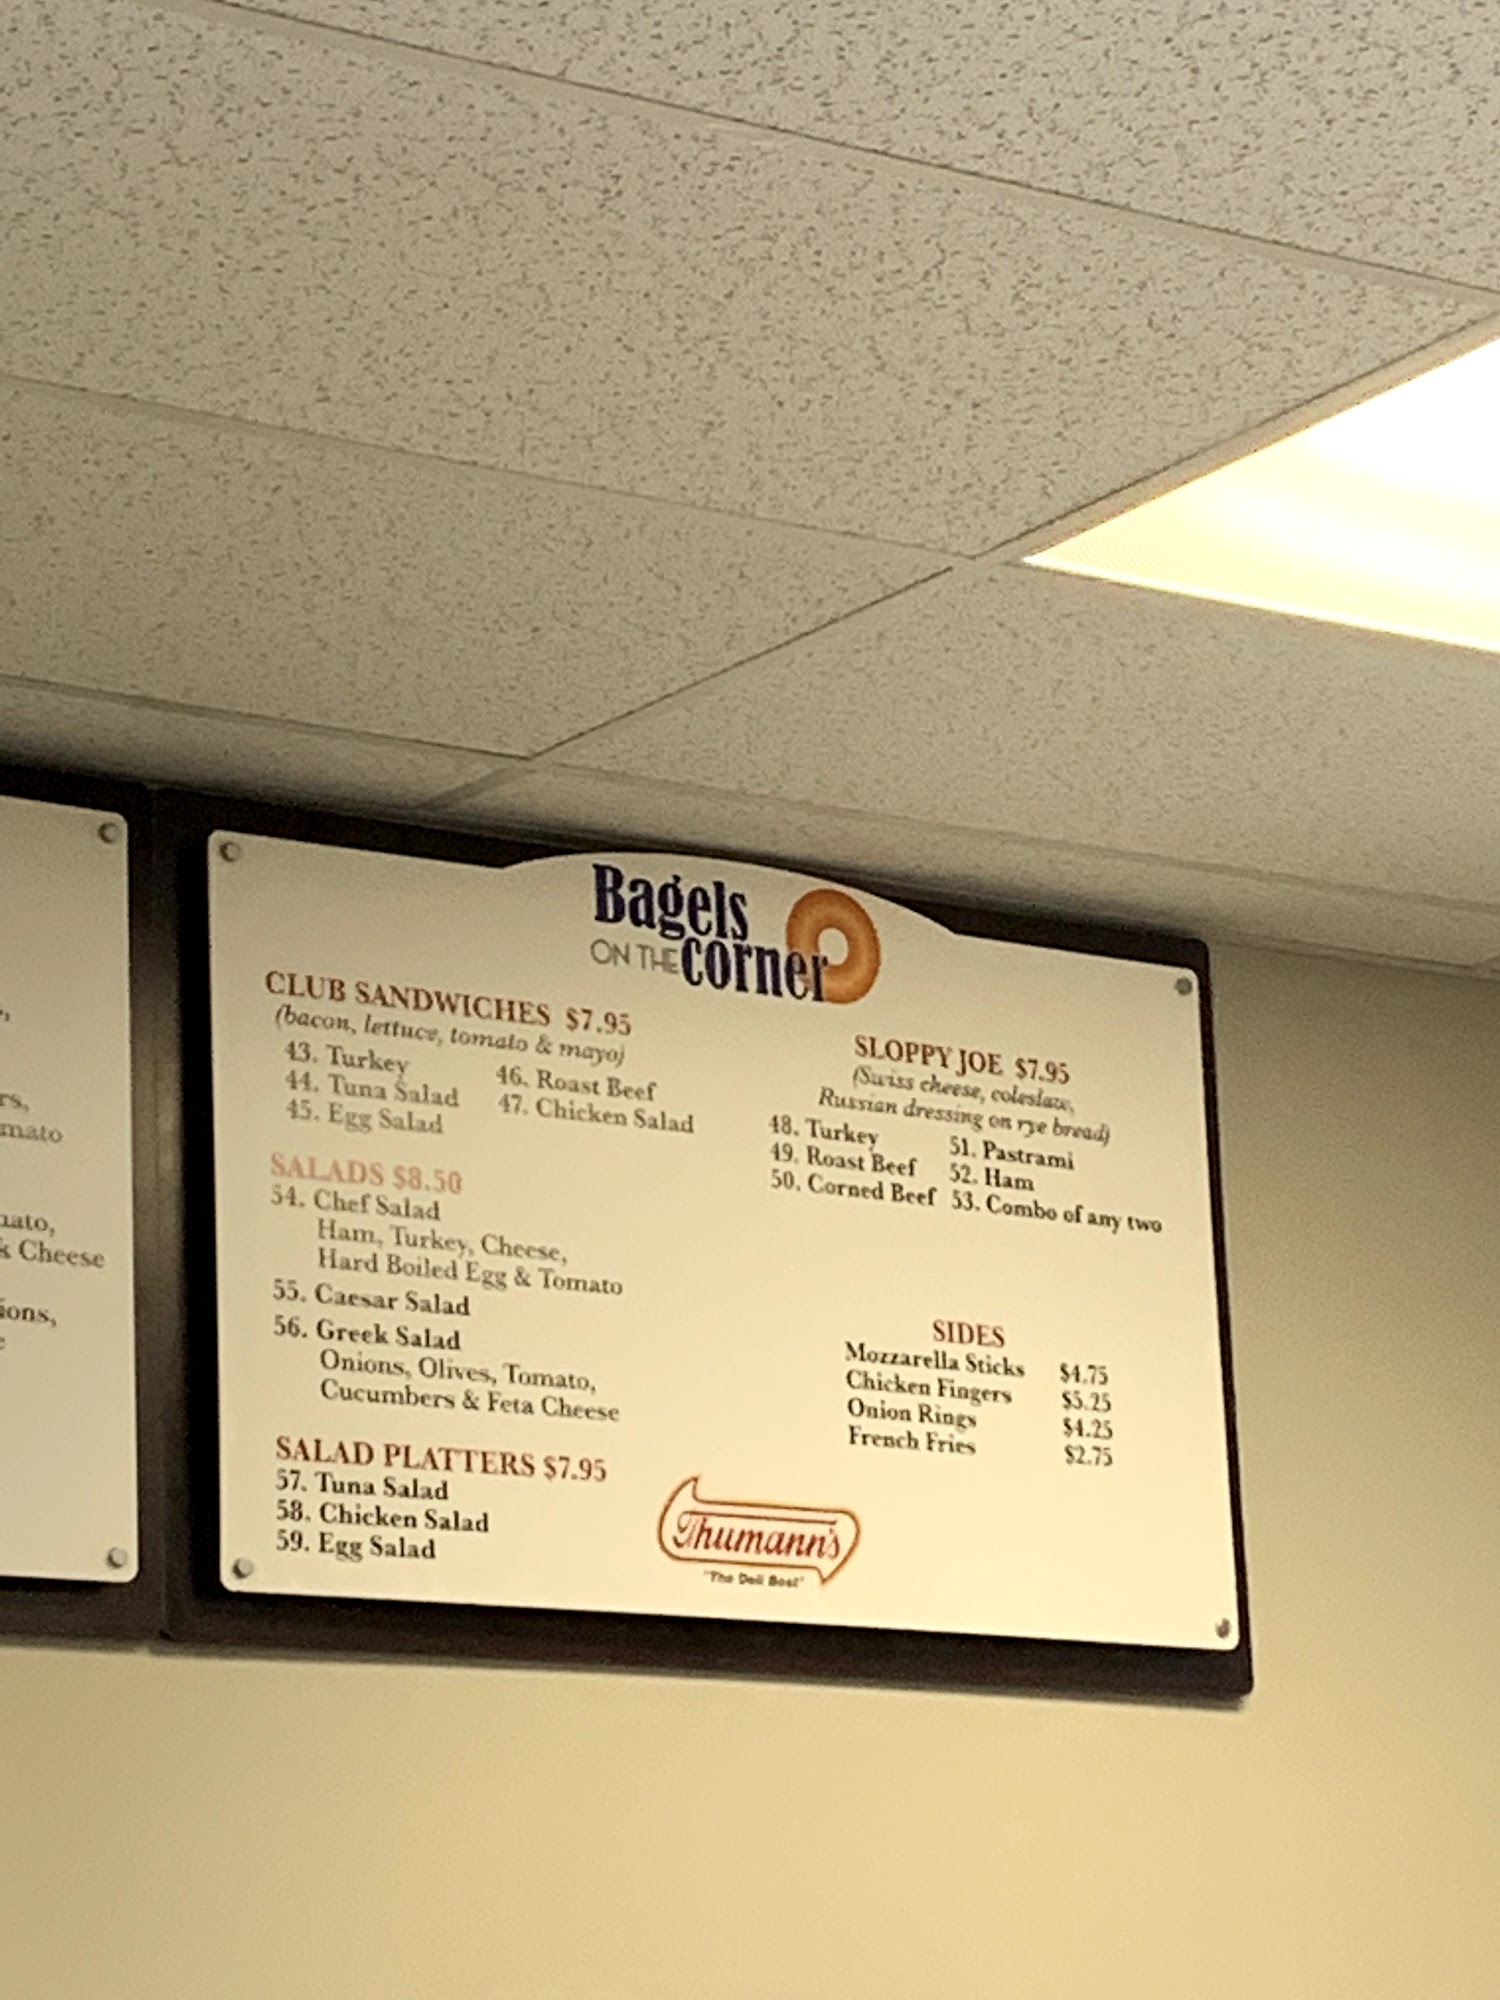 Bagels
ON THE corner
CLUB SANDWICHES $7.95
(bacon, lettuce, tomato & mayo)
43. Turkey
44. Tuna Salad
45. Egg Salad
46. Roast Beef
47. Chicken Salad
SALADS $8.50
54. Chef Salad
Ham, Turkey, Cheese,
Hard Boiled Egg & Tomato
55. Caesar Salad
56. Greek Salad
Onions, Olives, Tomato,
Cucumbers & Feta Cheese
SALAD PLATTERS $7.95
57. Tuna Salad
58. Chicken Salad
59. Egg Salad
SLOPPY JOE $7.95
(Swiss cheese, coleslaw,
Russian dressing on rye bread)
48. Turkey
49. Roast Beef
50. Corned Beef
51. Pastrami
52. Ham
53. Combo of any two
SIDES
Mozzarella Sticks $4.75
Chicken Fingers $5.25
Onion Rings $4.25
French Fries $2.75
Thumann's
"The Deli Best"
Cheese